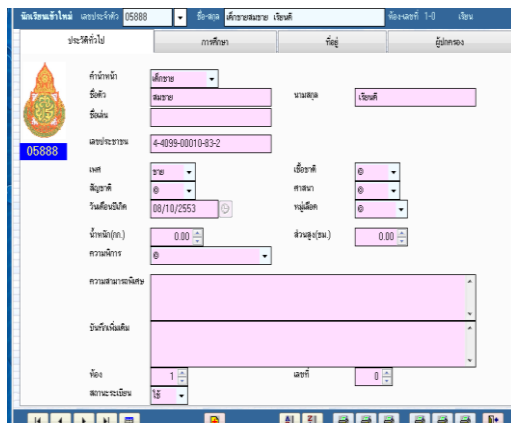 นักเรียนเข้าใหม่ เลขประจำตัว 05888 ชื่อ-สกุล เด็กชายสมชาย เรียนดี ห้อง-เลขที่ 1-0 เรียน
ประวัติทั่วไป การศึกษา ที่อยู่ ผู้ปกครอง
คำนำหน้า เด็กชาย
ชื่อตัว สมชาย นามสกุล เรียนดี
ชื่อเล่น
เลขประชาชน 4-4099-00010-83-2
05888
เพศ ชาย เชื้อชาติ @
สัญชาติ @ ศาสนา @
วันเดือนปีเกิด 08/10/2553 หมู่เลือด @
น้ำหนัก(กก.) 0.00 ส่วนสูง(ซม.) 0.00
ความพิการ @
ความสามารถพิเศษ
บันทึกเพิ่มเติม
ห้อง 1 เลขที่ 0
สถานะระเบียน ใช้